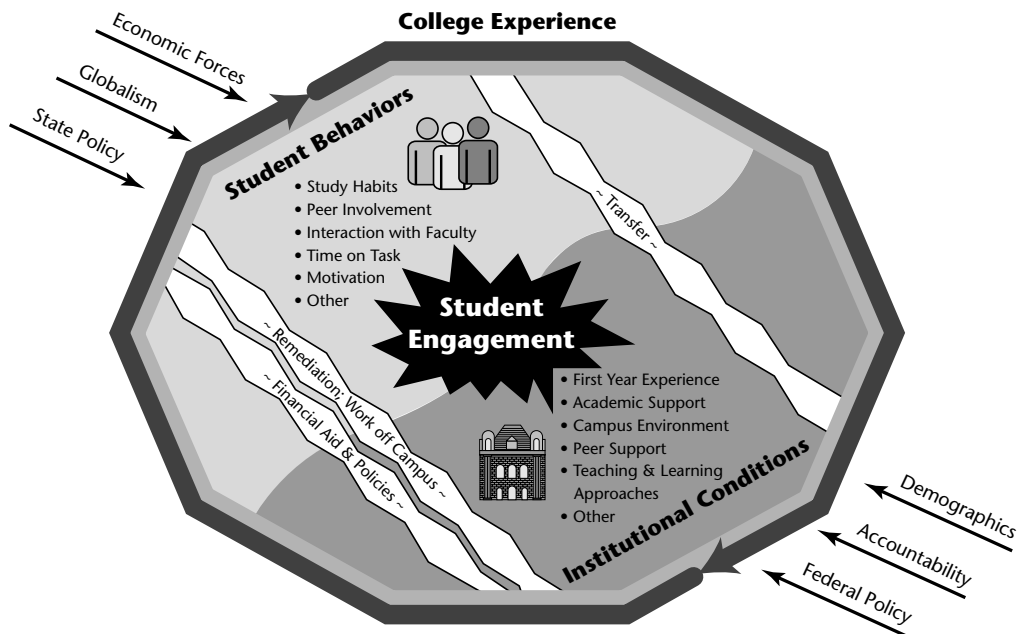 College Experience
Economic Forces
Globalism
State Policy
Student Behaviors
• Study Habits
• Peer Involvement
• Interaction with Faculty
• Time on Task
• Motivation
• Other
~ Transfer ~
Student
Engagement
~ Remediation; Work off Campus ~
~ Financial Aid & Policies ~
• First Year Experience
• Academic Support
• Campus Environment
• Peer Support
• Teaching & Learning
Approaches
• Other
Institutional Conditions
Demographics
Accountability
Federal Policy